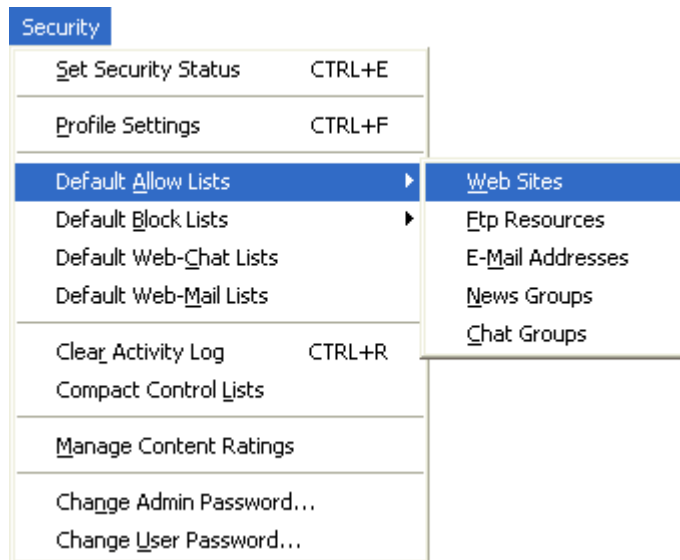 Security
Set Security Status CTRL+E
Profile Settings CTRL+F
Default Allow Lists
Default Block Lists
Default Web-Chat Lists
Default Web-Mail Lists
Clear Activity Log CTRL+R
Compact Control Lists
Manage Content Ratings
Change Admin Password...
Change User Password...
Web Sites
Ftp Resources
E-Mail Addresses
News Groups
Chat Groups